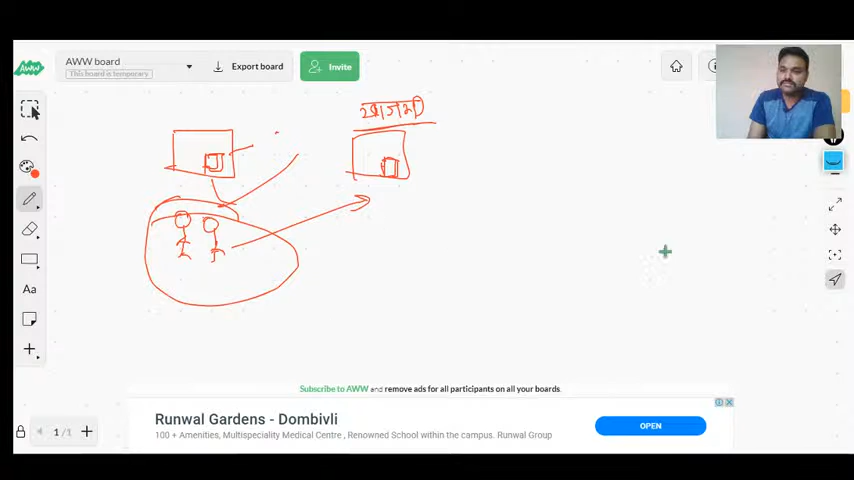 AWW
AWW board
This board is temporary
Export board
Invite
Aa
Subscribe to AWW and remove ads for all participants on all your boards.
Runwal Gardens - Dombivli
100 + Amenities, Multispeciality Medical Centre , Renowned School within the campus. Runwal Group
OPEN
1 / 1